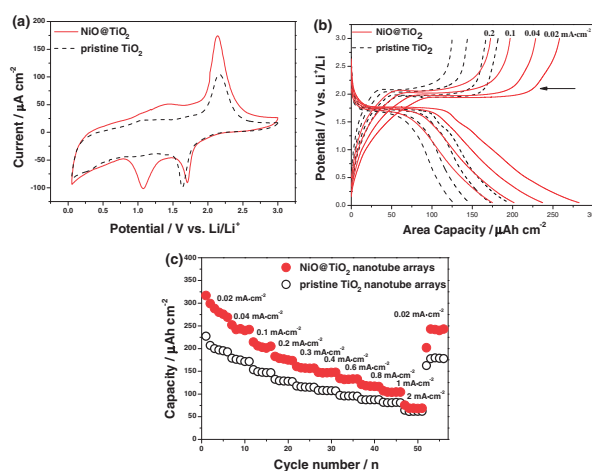 (a)
NiO@TiO2
pristine TiO2
Current / µA cm-2
150
100
50
0
-50
-100
0.0 0.5 1.0 1.5 2.0 2.5 3.0
Potential / V vs. Li/Li+
(b)
NiO@TiO2
pristine TiO2
0.2 0.1 0.04 0.02 mA·cm-2
Potential / V vs. Li+/Li
3.0
2.5
2.0
1.5
1.0
0.5
0.0
0 50 100 150 200 250 300
Area Capacity / µAh cm-2
(c)
NiO@TiO2 nanotube arrays
pristine TiO2 nanotube arrays
Capacity / µAh cm-2
400
350
300
250
200
150
100
50
0
0.02 mA-cm-2
0.04 mA-cm-2
0.1 mA-cm-2
0.2 mA-cm-2
0.3 mA-cm-2
0.4 mA-cm-2
0.6 mA-cm-2
0.8 mA-cm-2
1 mA-cm-2
2 mA-cm-2
0.02 mA-cm-2
0 10 20 30 40 50
Cycle number / n